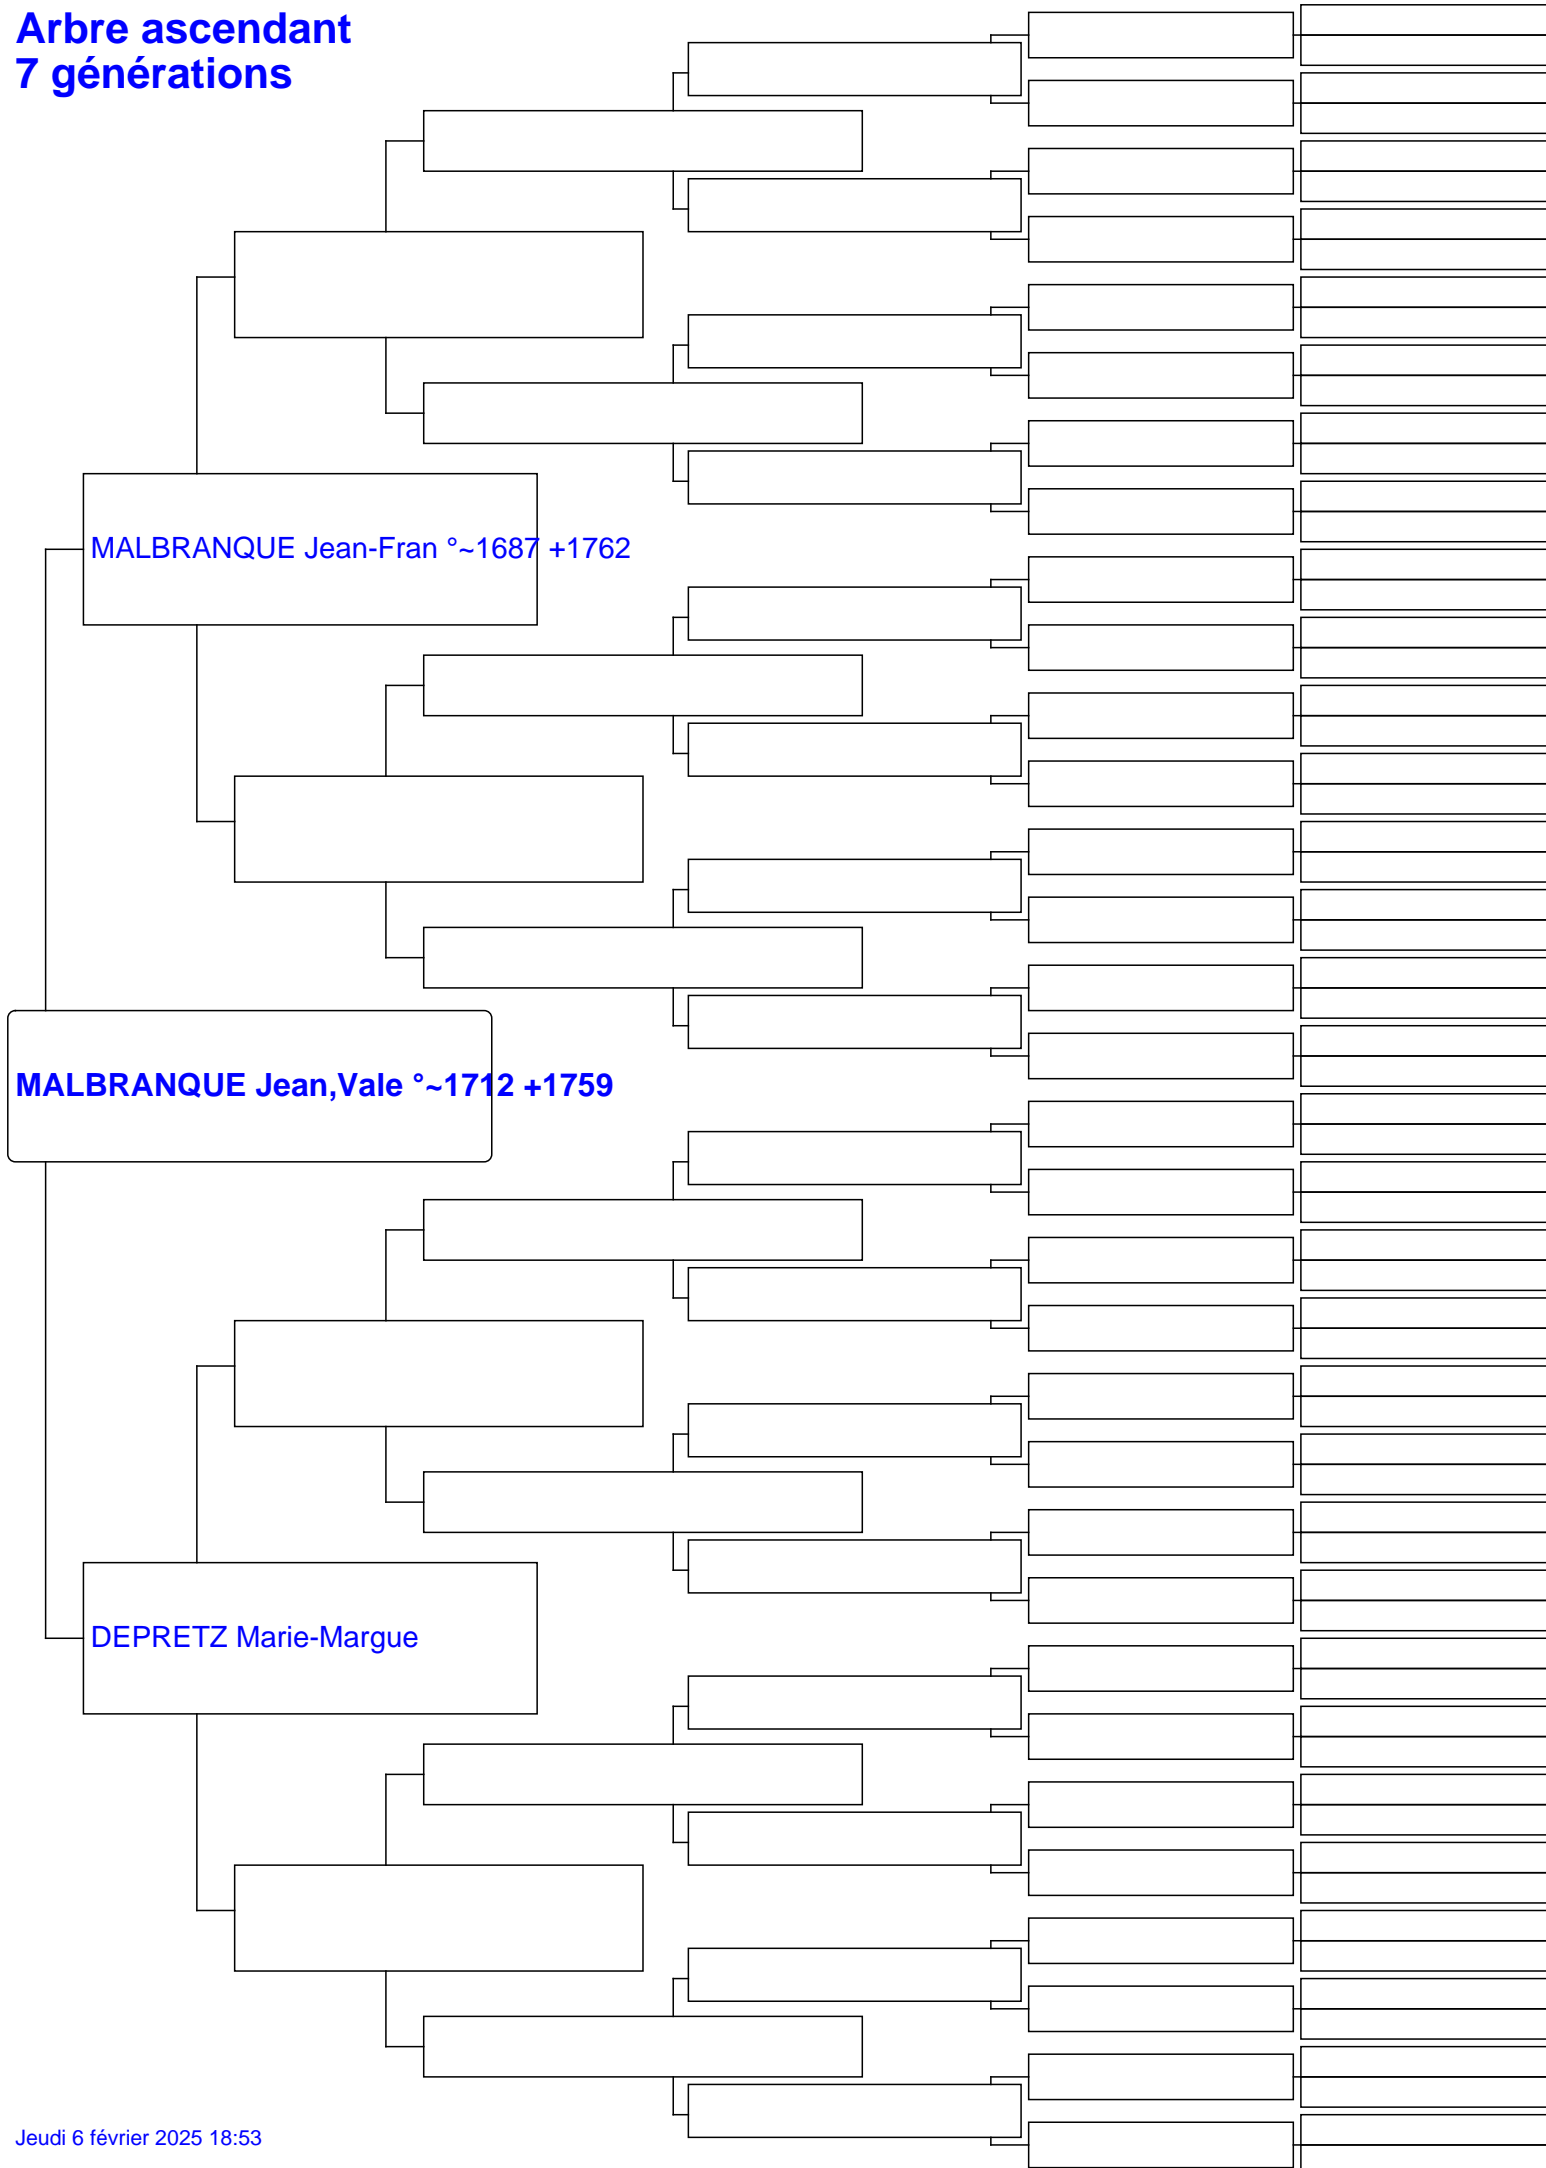 Arbre ascendant
7 générations
MALBRANQUE Jean-Fran °~1687 +1762
MALBRANQUE Jean,Vale °~1712 +1759
DEPRETZ Marie-Margue
Jeudi 6 février 2025 18:53